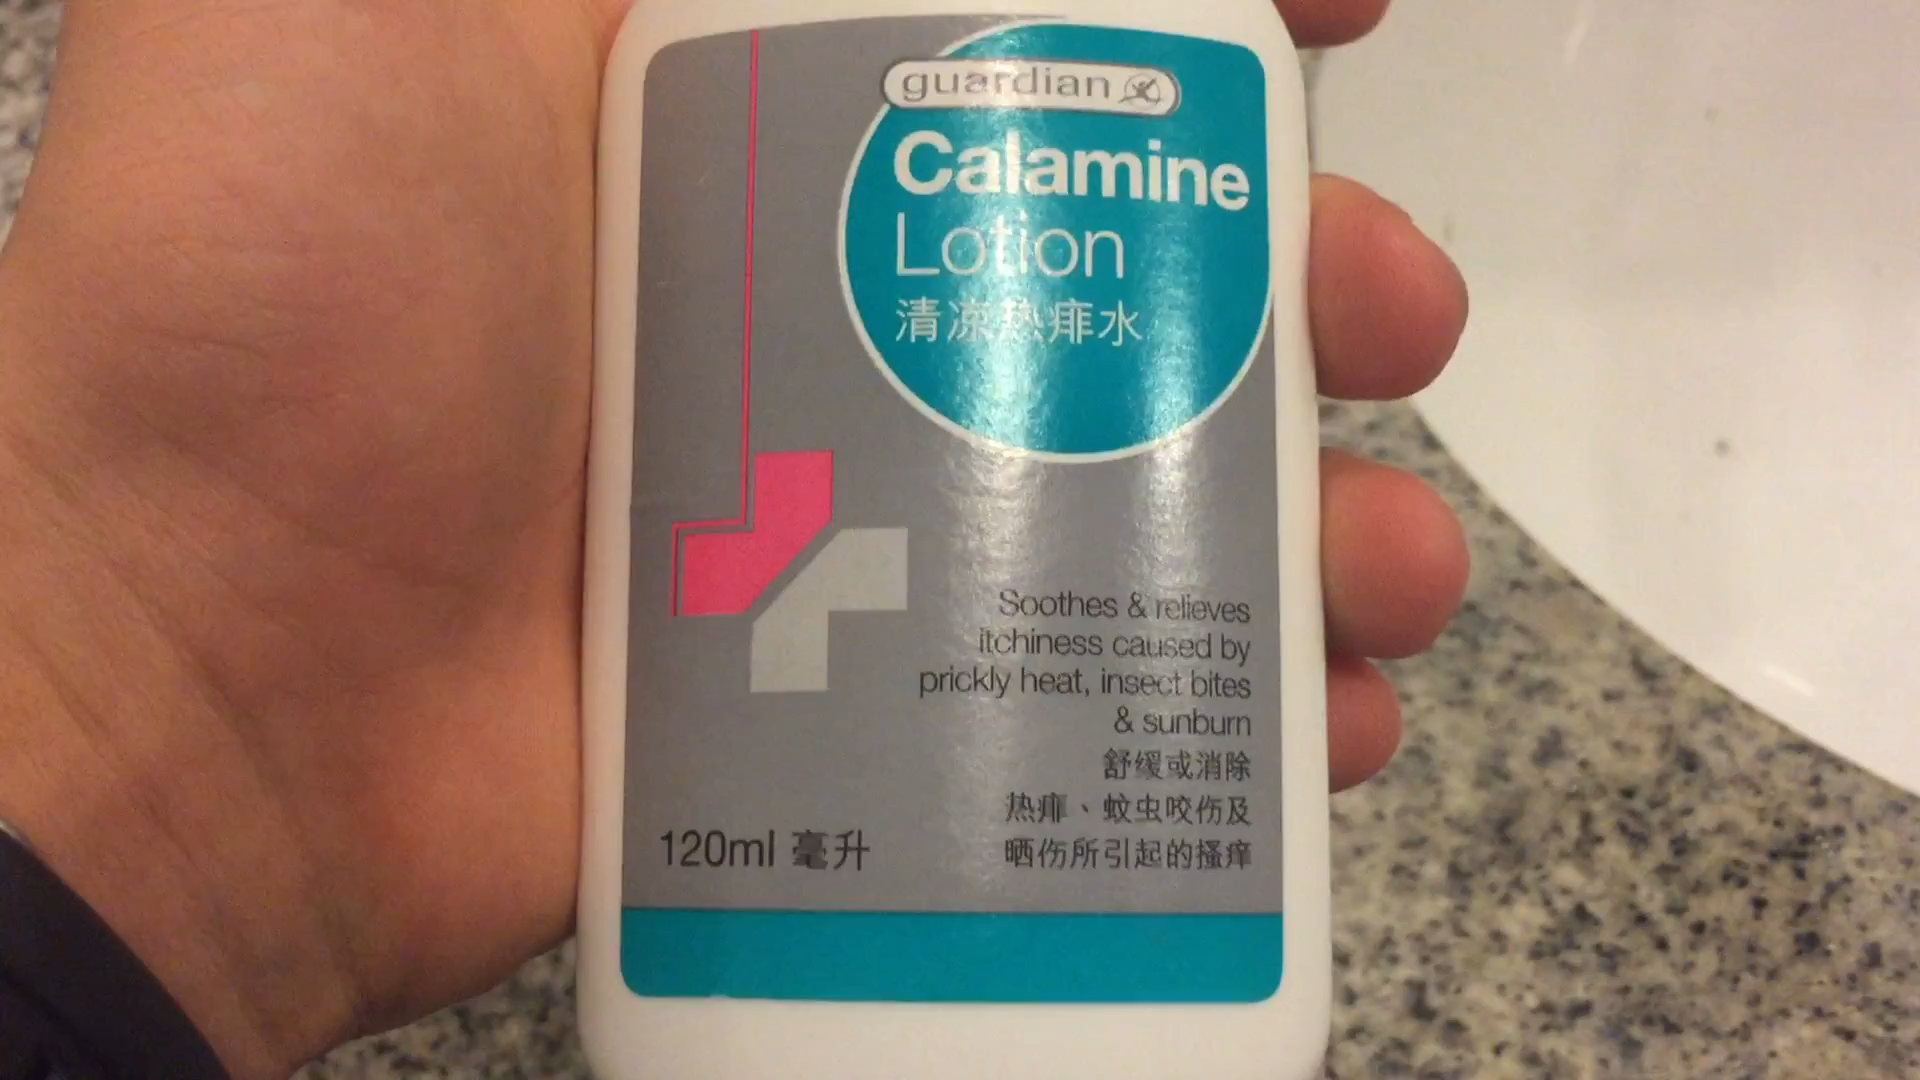 guardian
Calamine
Lotion
清凉热痱水
Soothes & relieves
itchiness caused by
prickly heat, insect bites
& sunburn
舒缓或消除
热痱、蚊虫咬伤及
晒伤所引起的搔痒
120ml 毫升